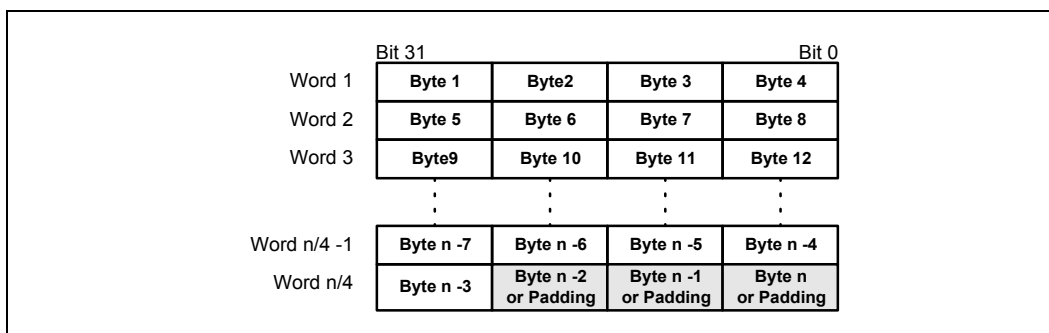 Bit 31 Bit 0
Word 1 Byte 1 Byte2 Byte 3 Byte 4
Word 2 Byte 5 Byte 6 Byte 7 Byte 8
Word 3 Byte9 Byte 10 Byte 11 Byte 12
Word n/4 -1 Byte n -7 Byte n -6 Byte n -5 Byte n -4
Word n/4 Byte n -3 Byte n -2 Byte n -1 Byte n
or Padding or Padding or Padding